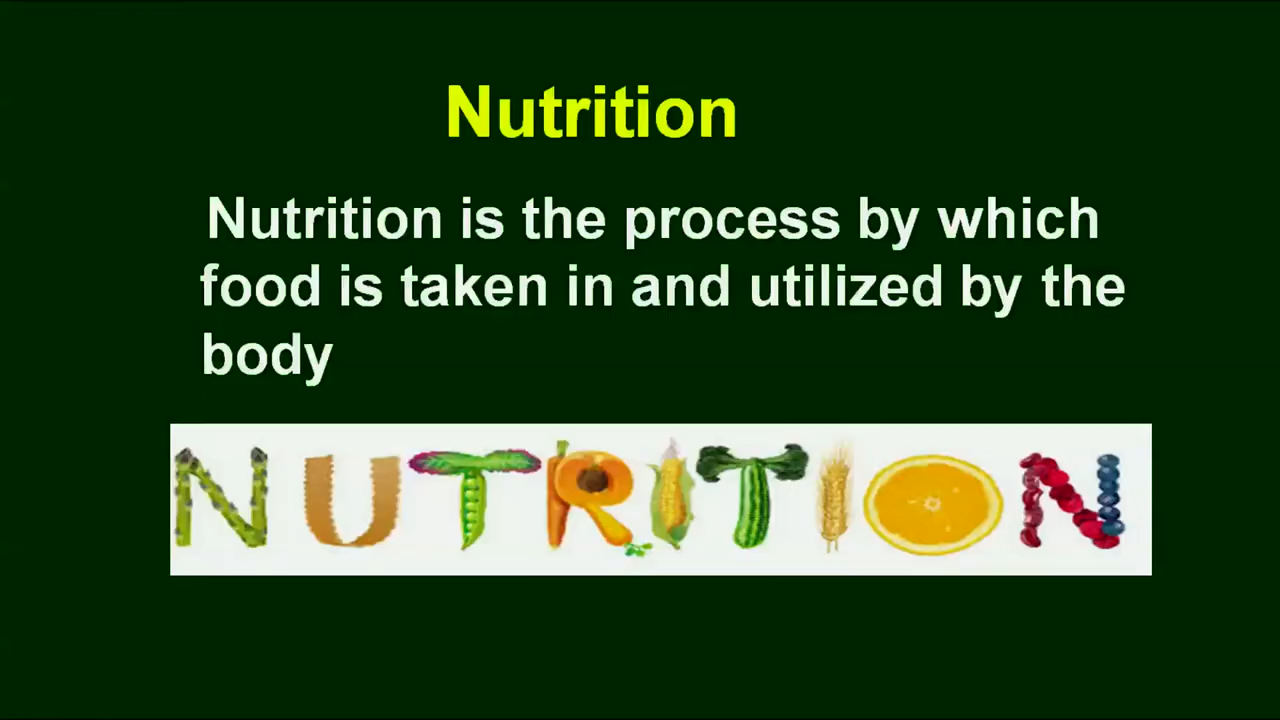 Nutrition
Nutrition is the process by which
food is taken in and utilized by the
body
NUTRITION